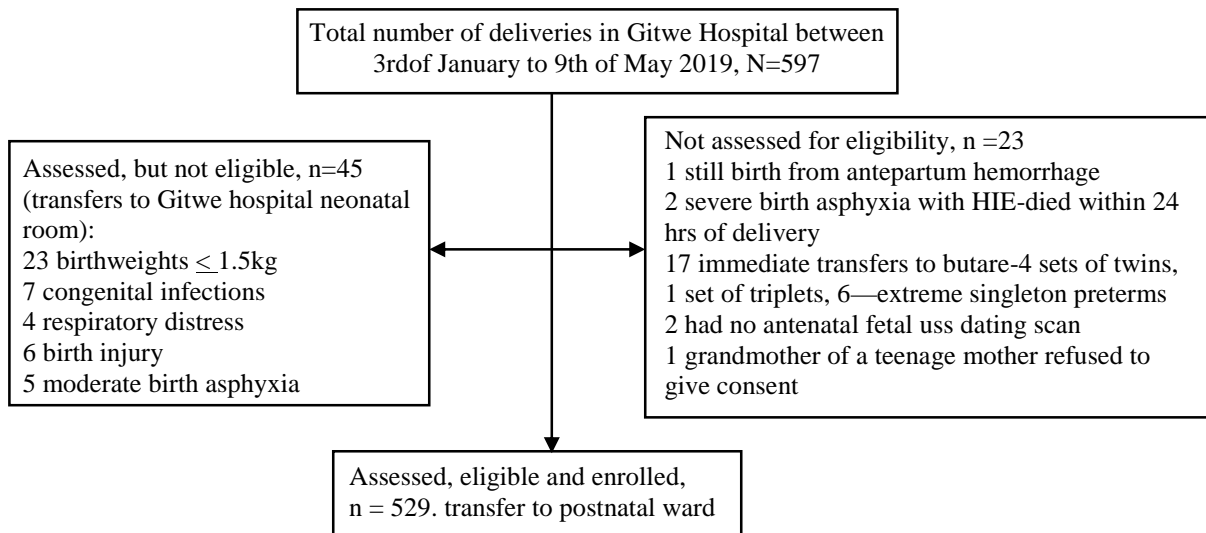 Total number of deliveries in Gitwe Hospital between
3rdof January to 9th of May 2019, N=597
Assessed, but not eligible, n=45
(transfers to Gitwe hospital neonatal
room):
23 birthweights < 1.5kg
7 congenital infections
4 respiratory distress
6 birth injury
5 moderate birth asphyxia
Not assessed for eligibility, n =23
1 still birth from antepartum hemorrhage
2 severe birth asphyxia with HIE-died within 24
hrs of delivery
17 immediate transfers to butare-4 sets of twins,
1 set of triplets, 6—extreme singleton preterms
2 had no antenatal fetal uss dating scan
1 grandmother of a teenage mother refused to
give consent
Assessed, eligible and enrolled,
n = 529. transfer to postnatal ward